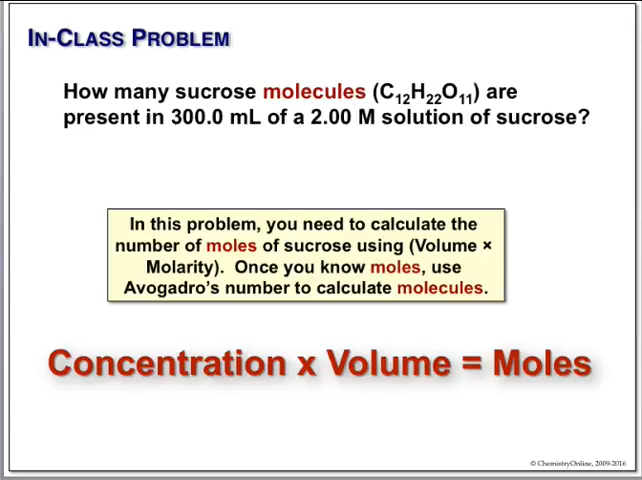 IN-CLASS PROBLEM
How many sucrose molecules (C₁₂H₂₂O₁₁) are
present in 300.0 mL of a 2.00 M solution of sucrose?
In this problem, you need to calculate the
number of moles of sucrose using (Volume ×
Molarity). Once you know moles, use
Avogadro's number to calculate molecules.
Concentration x Volume = Moles
© ChemistryOnline, 2009-2016